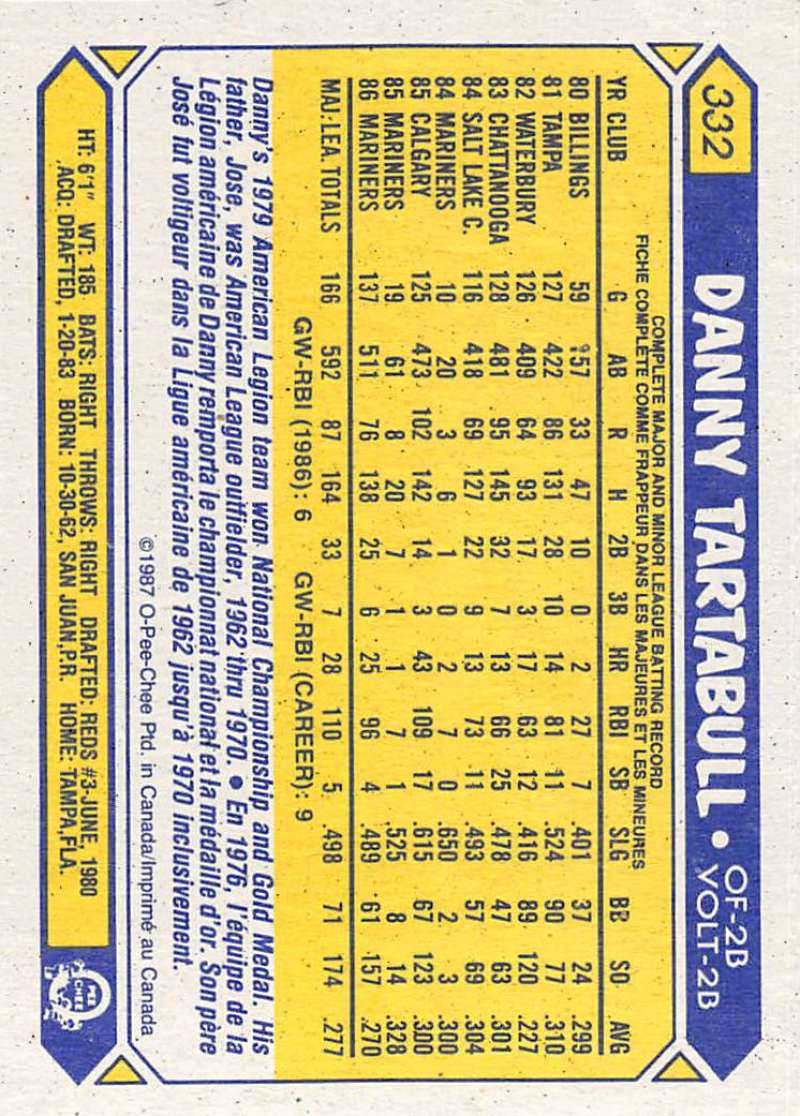 332
DANNY TARTABULL • OF-2B
VOLT-2B
COMPLETE MAJOR AND MINOR LEAGUE BATTING RECORD
FICHE COMPLÈTE COMME FRAPPEUR DANS LES MAJEURES ET LES MINEURES
YR CLUB G AB R H 2B 3B HR RBI SB SLG BB SO AVG
80 BILLINGS 59 157 33 47 10 0 2 27 7 .401 37 24 .299
81 TAMPA 127 422 86 131 28 10 14 81 11 .524 90 77 .310
82 WATERBURY 126 409 64 93 17 3 17 63 12 .416 89 120 .227
83 CHATTANOOGA 128 481 95 145 32 7 13 66 25 .478 47 63 .301
84 SALT LAKE C. 116 418 69 127 22 9 13 73 11 .493 57 69 .304
84 MARINERS 10 20 3 6 1 0 2 7 0 .650 2 3 .300
85 CALGARY 125 473 102 142 14 3 43 109 17 .615 67 123 .300
85 MARINERS 19 61 8 20 7 1 1 7 1 .525 8 14 .328
86 MARINERS 137 511 76 138 25 6 25 96 4 .489 61 157 .270
MAJ. LEA. TOTALS 166 592 87 164 33 7 28 110 5 .498 71 174 .277
GW-RBI (1986): 6 GW-RBI (CAREER): 9
Danny's 1979 American Legion team won National Championship and Gold Medal. His
father, Jose, was American League outfielder, 1962 thru 1970. • En 1976, l'équipe de la
Légion américaine de Danny remporta le championnat national et la médaille d'or. Son père
José fut voltigeur dans la Ligue américaine de 1962 jusqu'à 1970 inclusivement.
©1987 O-Pee-Chee Ptd. in Canada/Imprimé au Canada
HT: 6'1" WT: 185 BATS: RIGHT THROWS: RIGHT DRAFTED: REDS #3-JUNE, 1980
ACQ: DRAFTED, 1-20-83 BORN: 10-30-62, SAN JUAN, P.R. HOME: TAMPA, FLA.
O
PEE
CHEE